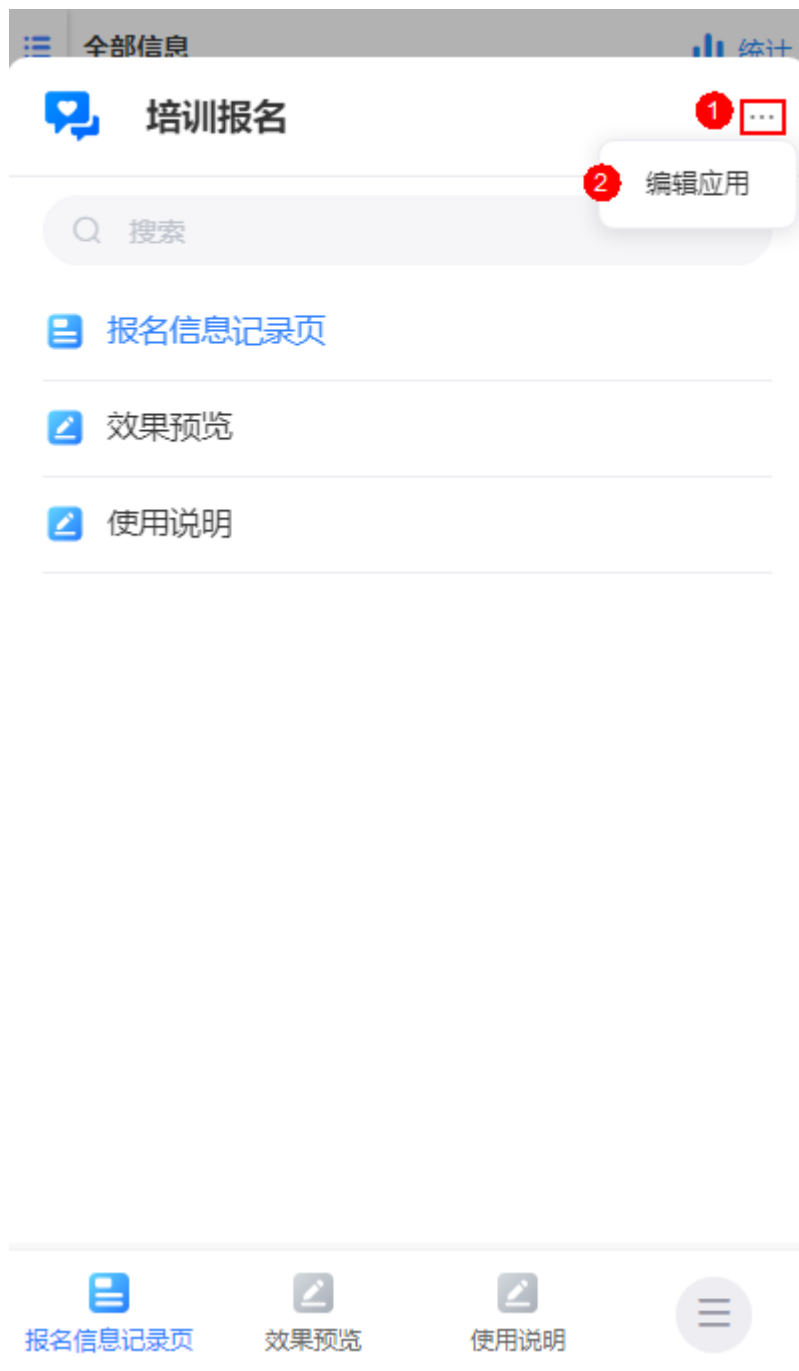 全部信息
统计
培训报名
1
...
2
编辑应用
搜索
报名信息记录页
效果预览
使用说明
报名信息记录页
效果预览
使用说明